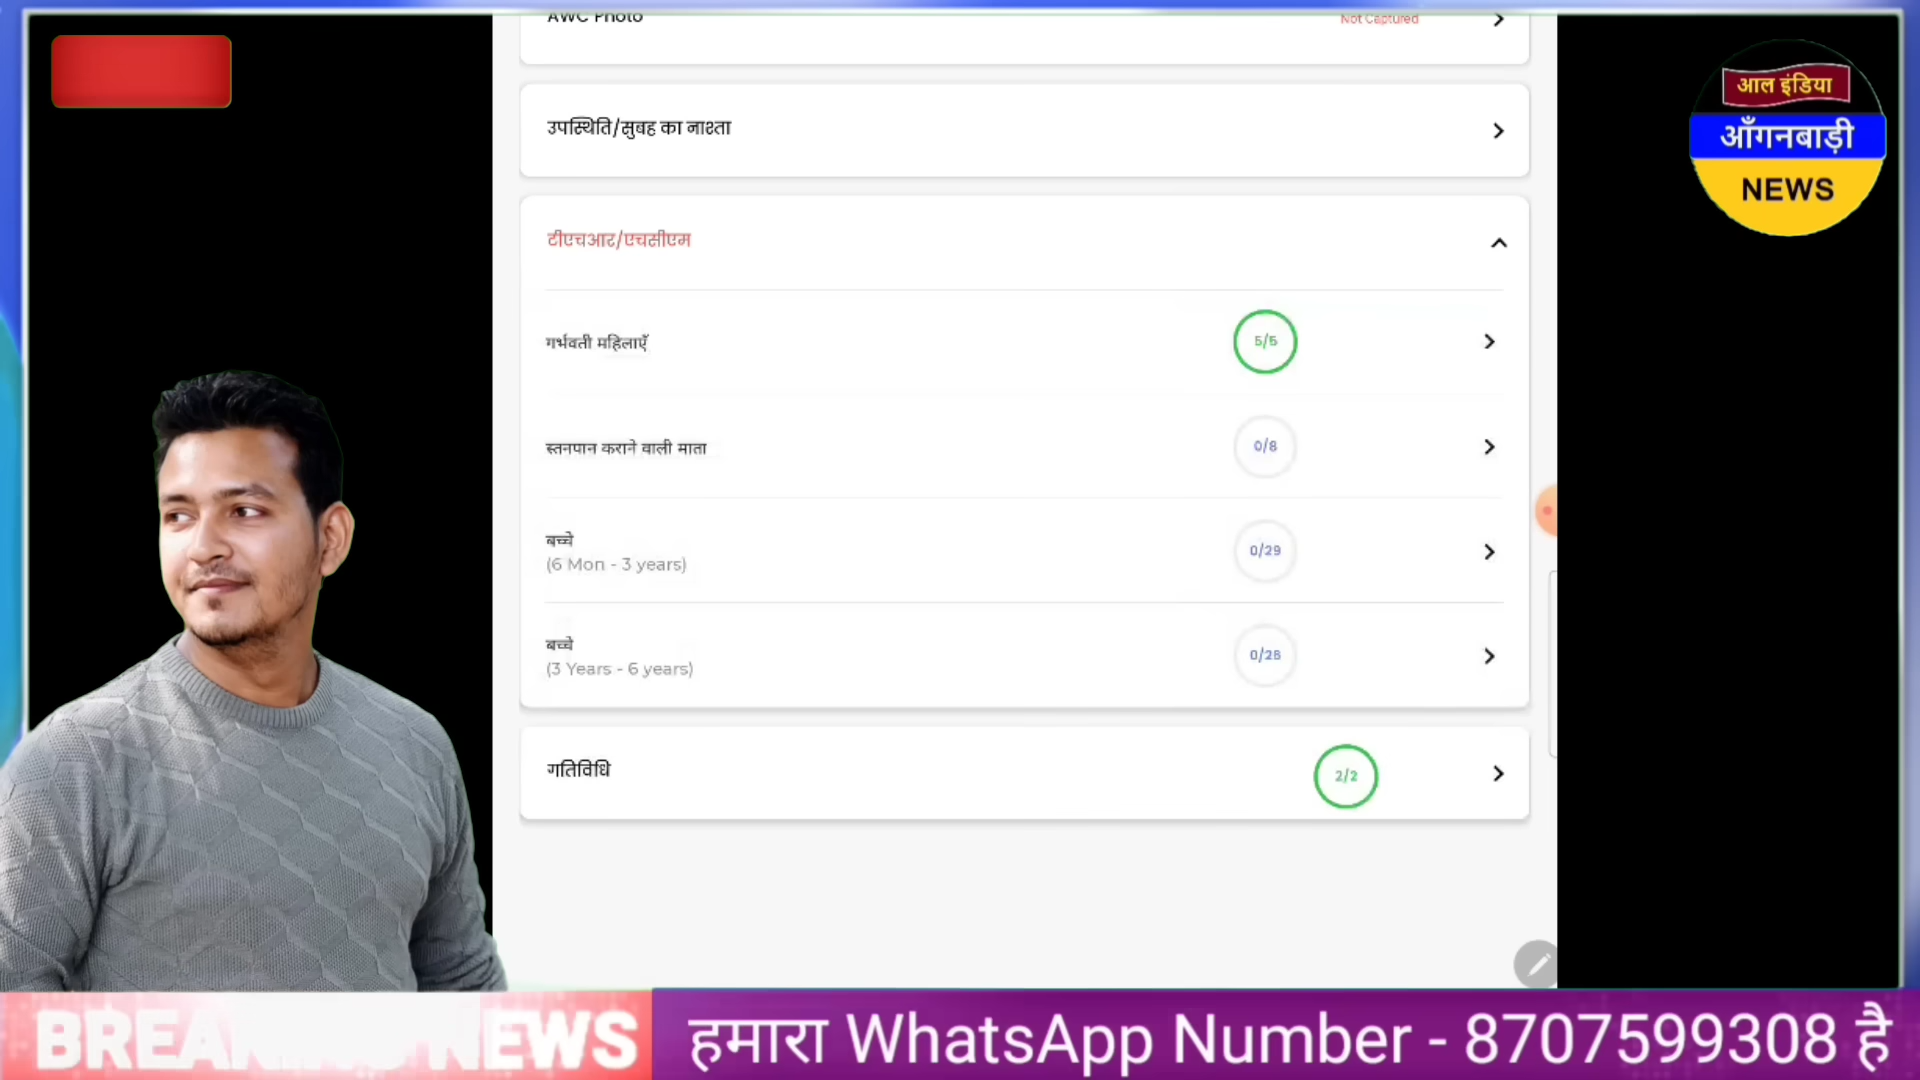 AWC Photo
Not Captured
उपस्थिति/सुबह का नाश्ता
टीएचआर/एचसीएम
गर्भवती महिलाएँ
5/5
स्तनपान कराने वाली माता
0/8
बच्चे
(6 Mon - 3 years)
0/29
बच्चे
(3 Years - 6 years)
0/28
गतिविधि
2/2
आल इंडिया
आँगनबाड़ी
NEWS
BREAKING NEWS
हमारा WhatsApp Number - 8707599308 है